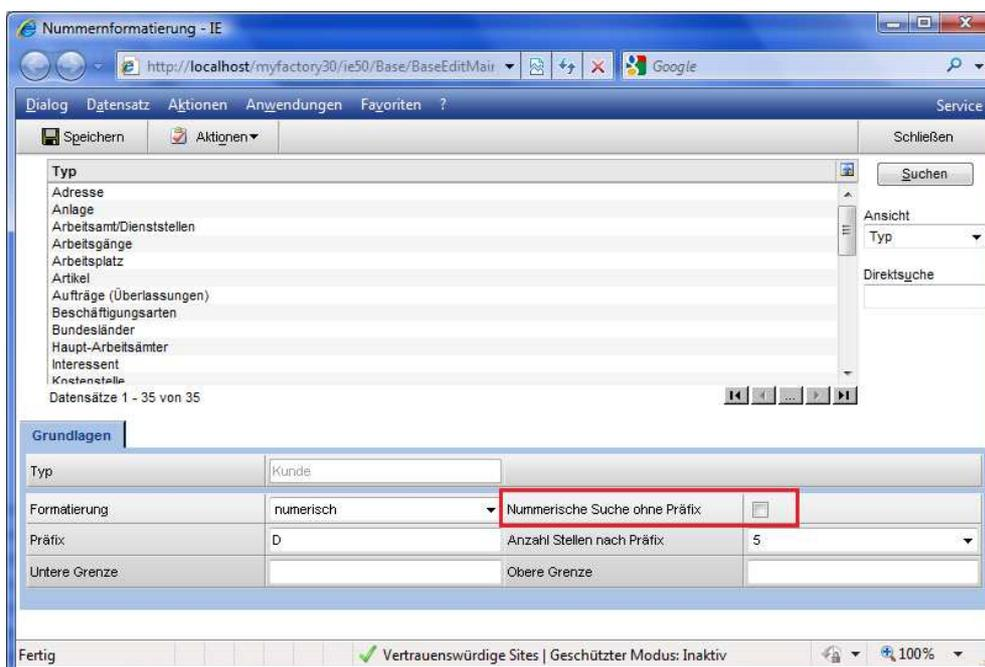 Nummernformatierung - IE
http://localhost/myfactory30/ie50/Base/BaseEditMain
Google
Dialog Datensatz Aktionen Anwendungen Favoriten ? Service
Speichern Aktionen Schließen
Typ
Suchen
Adresse
Anlage
Ansicht
Arbeitsamt/Dienststellen
Typ
Arbeitsgänge
Arbeitsplatz
Artikel
Direktsuche
Aufträge (Überlassungen)
Beschäftigungsarten
Bundesländer
Haupt-Arbeitsämter
Interessent
Kostenstelle
Datensätze 1 - 35 von 35
...
Grundlagen
Typ Kunde
Formatierung numerisch Nummerische Suche ohne Präfix
Präfix D Anzahl Stellen nach Präfix 5
Untere Grenze Obere Grenze
Fertig Vertrauenswürdige Sites | Geschützter Modus: Inaktiv 100%